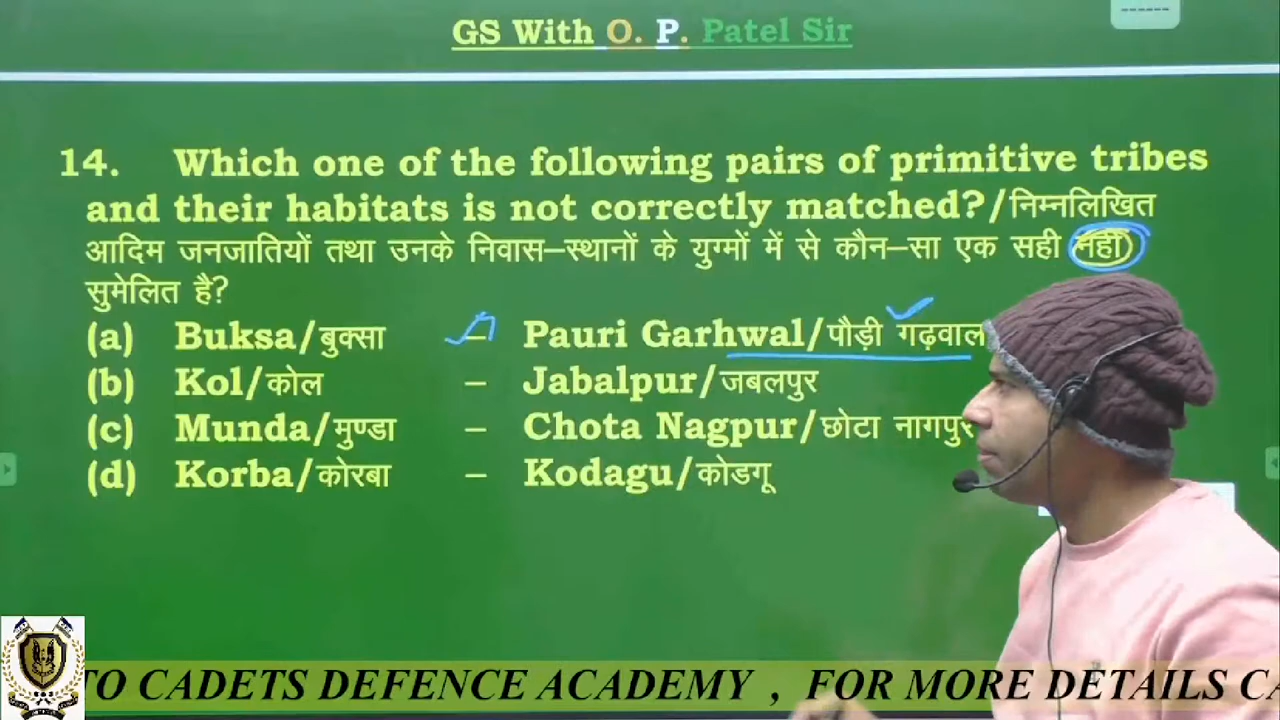 GS With O. P. Patel Sir
14. Which one of the following pairs of primitive tribes
and their habitats is not correctly matched?/निम्नलिखित
आदिम जनजातियों तथा उनके निवास–स्थानों के युग्मों में से कौन–सा एक सही नहीं
सुमेलित है?
(a) Buksa/बुक्सा – Pauri Garhwal/पौड़ी गढ़वाल
(b) Kol/कोल – Jabalpur/जबलपुर
(c) Munda/मुण्डा – Chota Nagpur/छोटा नागपुर
(d) Korba/कोरबा – Kodagu/कोडगू
TO CADETS DEFENCE ACADEMY , FOR MORE DETAILS CA